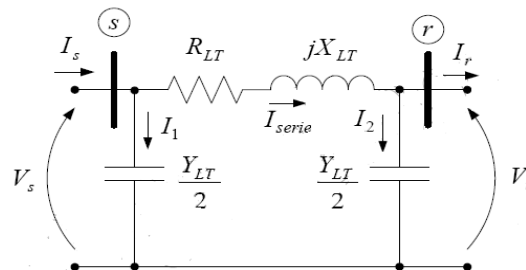 s
r
I_s
R_LT
jX_LT
I_r
I_serie
I_1
I_2
V_s
Y_LT
2
Y_LT
2
V